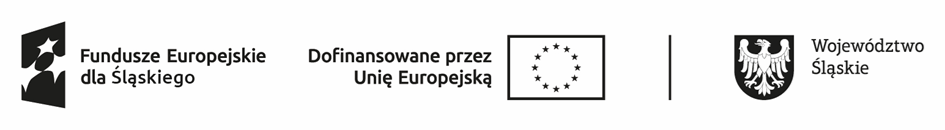 Fundusze Europejskie
dla Śląskiego
Dofinansowane przez
Unię Europejską
Województwo
Śląskie